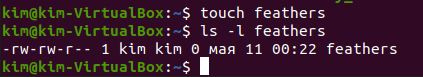 kim@kim-VirtualBox:~$ touch feathers
kim@kim-VirtualBox:~$ ls -l feathers
-rw-rw-r-- 1 kim kim 0 мая 11 00:22 feathers
kim@kim-VirtualBox:~$